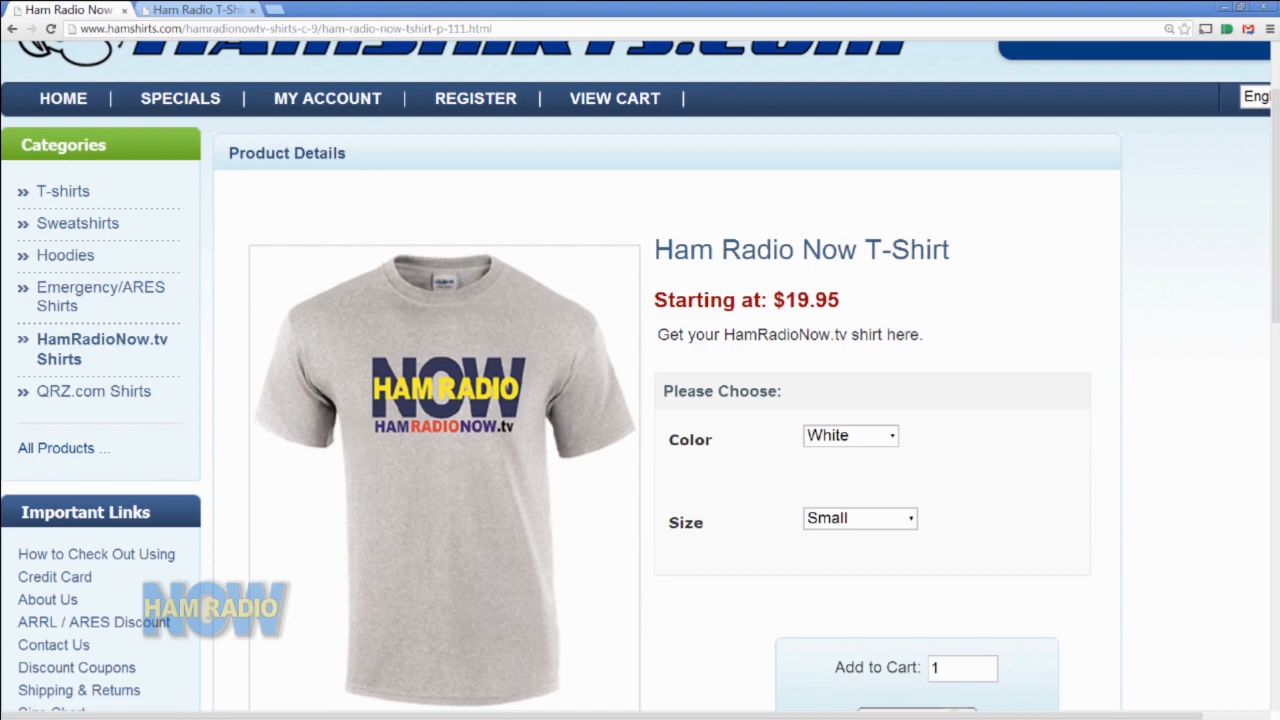 Ham Radio Now
Ham Radio T-Shi
www.hamshirts.com/hamradionowtv-shirts-c-9/ham-radio-now-tshirt-p-111.html
HOME | SPECIALS | MY ACCOUNT | REGISTER | VIEW CART |
Engl
Categories
T-shirts
Sweatshirts
Hoodies
Emergency/ARES
Shirts
HamRadioNow.tv
Shirts
QRZ.com Shirts
All Products ...
Important Links
How to Check Out Using
Credit Card
About Us
ARRL / ARES Discount
Contact Us
Discount Coupons
Shipping & Returns
Product Details
NOW
HAM RADIO
HAMRADIONOW.tv
Ham Radio Now T-Shirt
Starting at: $19.95
Get your HamRadioNow.tv shirt here.
Please Choose:
Color White
Size Small
Add to Cart: 1
NOW
HAM RADIO